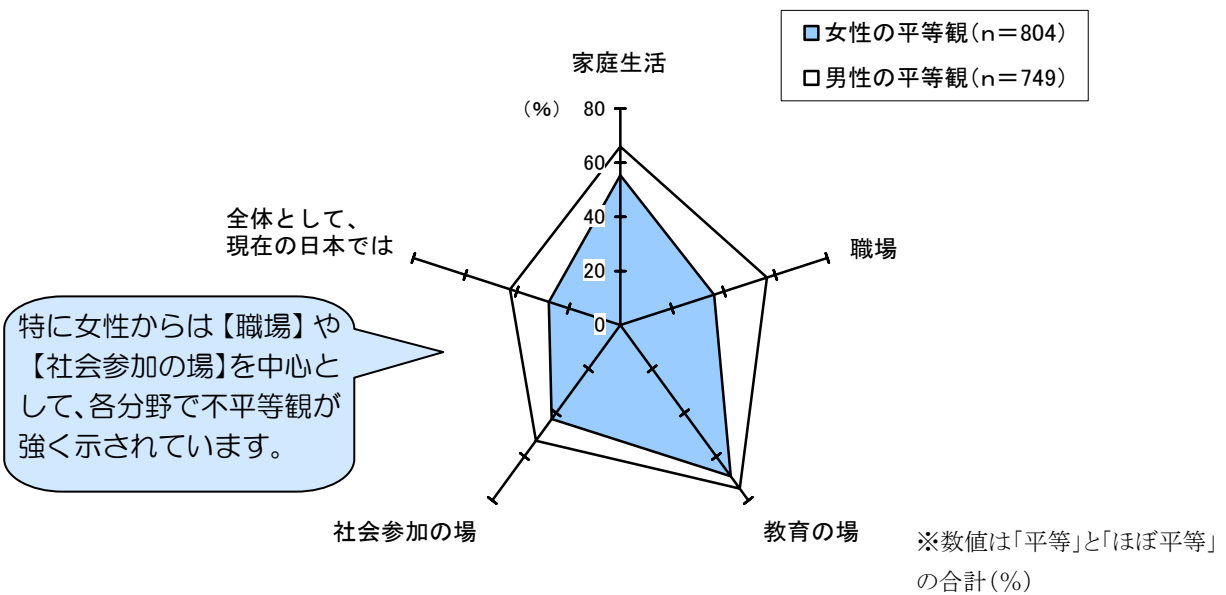 女性の平等観(n=804)
男性の平等観(n=749)
家庭生活
(%)
80
60
40
20
0
全体として、
現在の日本では
職場
特に女性からは【職場】や
【社会参加の場】を中心と
して、各分野で不平等観が
強く示されています。
社会参加の場
教育の場
※数値は「平等」と「ほぼ平等」
の合計(%)